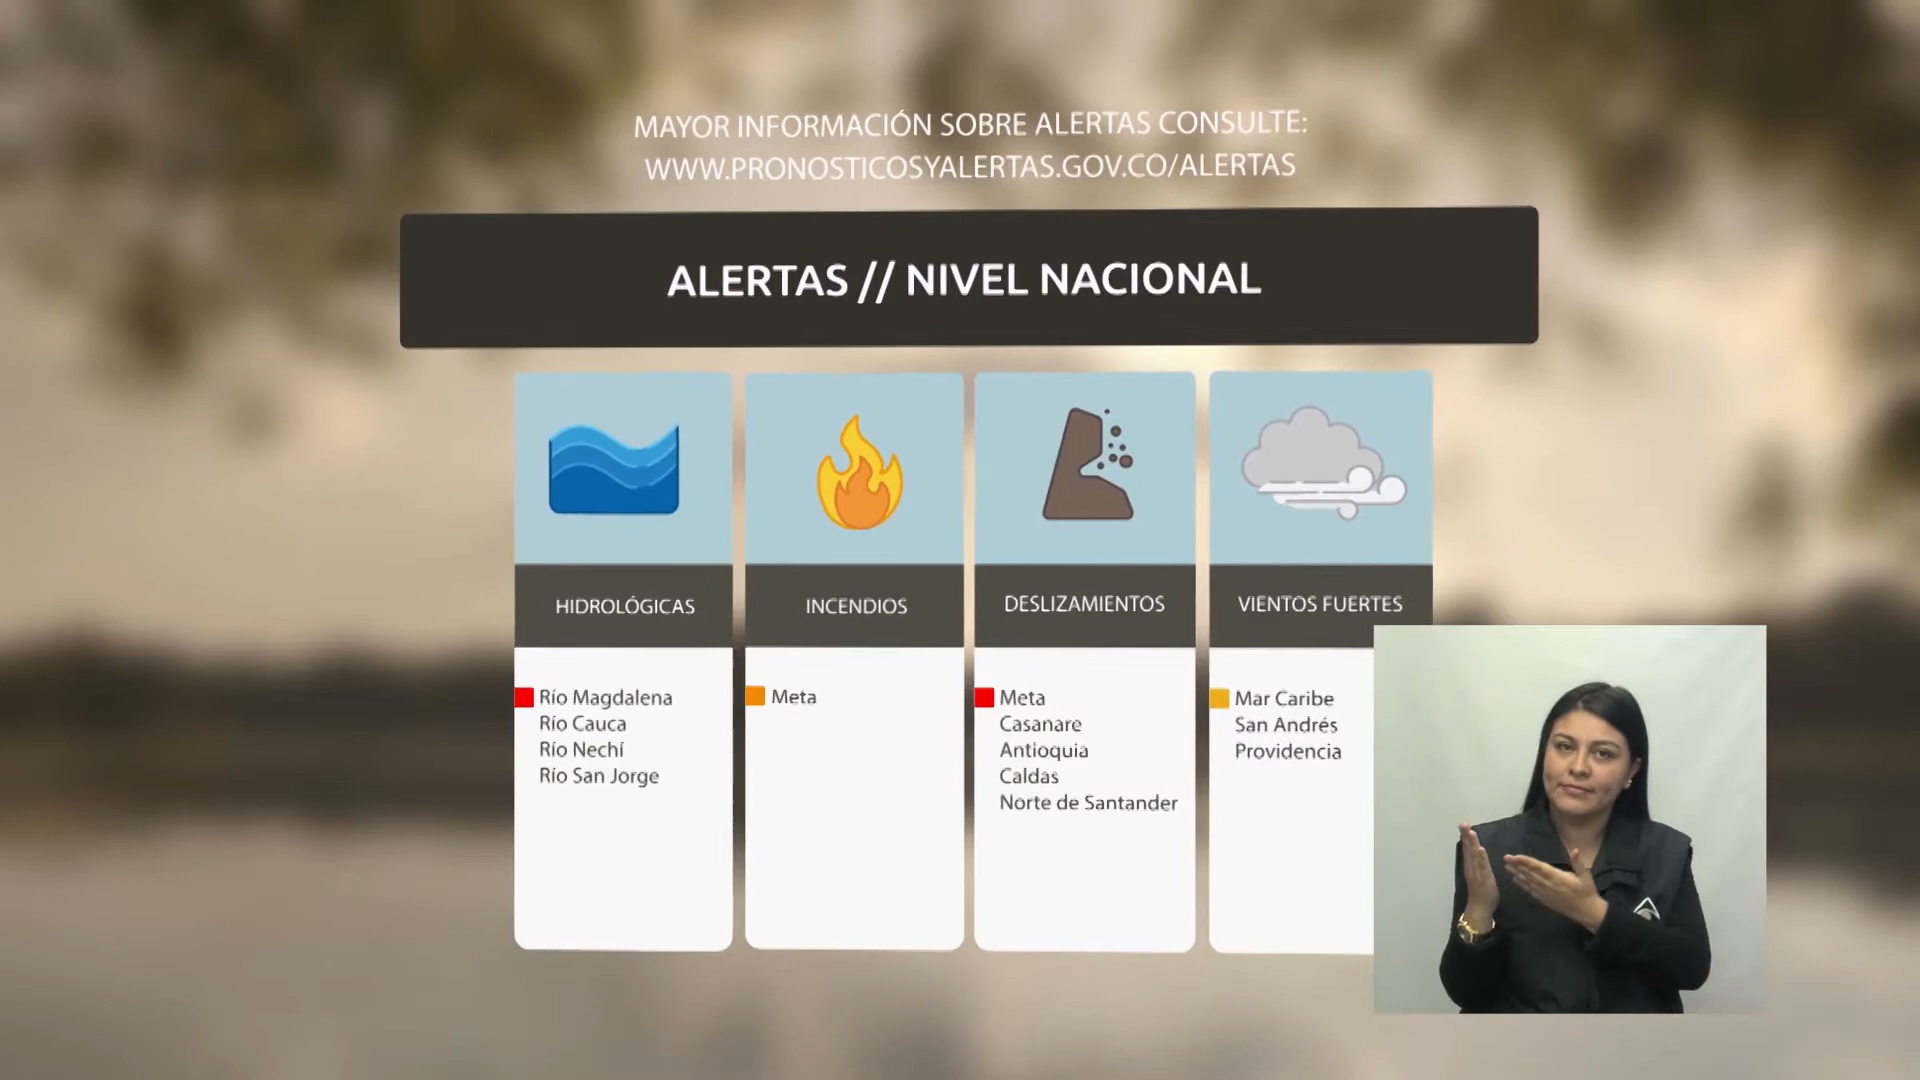 MAYOR INFORMACIÓN SOBRE ALERTAS CONSULTE:
WWW.PRONOSTICOSYALERTAS.GOV.CO/ALERTAS
ALERTAS // NIVEL NACIONAL
HIDROLÓGICAS
Río Magdalena
Río Cauca
Río Nechí
Río San Jorge
INCENDIOS
Meta
DESLIZAMIENTOS
Meta
Casanare
Antioquia
Caldas
Norte de Santander
VIENTOS FUERTES
Mar Caribe
San Andrés
Providencia